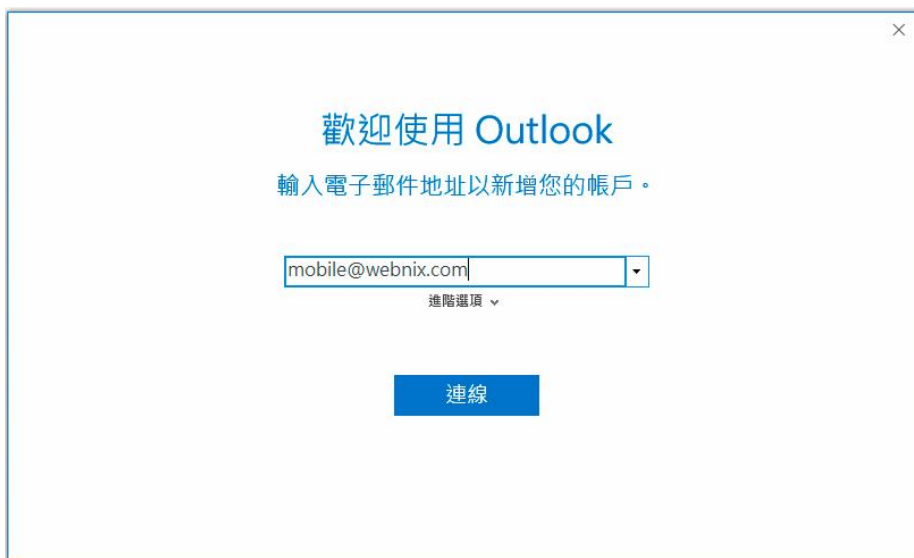 歡迎使用 Outlook
輸入電子郵件地址以新增您的帳戶。
mobile@webnix.com
進階選項
連線